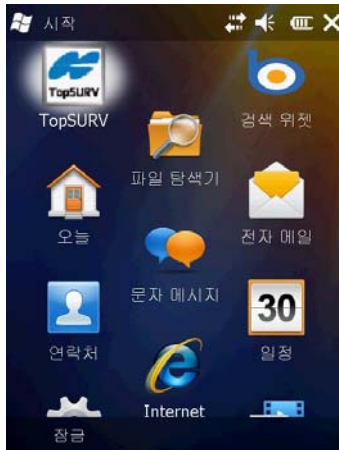 시작
TopSURV
TopSURV
검색 위젯
파일 탐색기
오늘
전자 메일
문자 메시지
30
연락처
일정
Internet
잠금